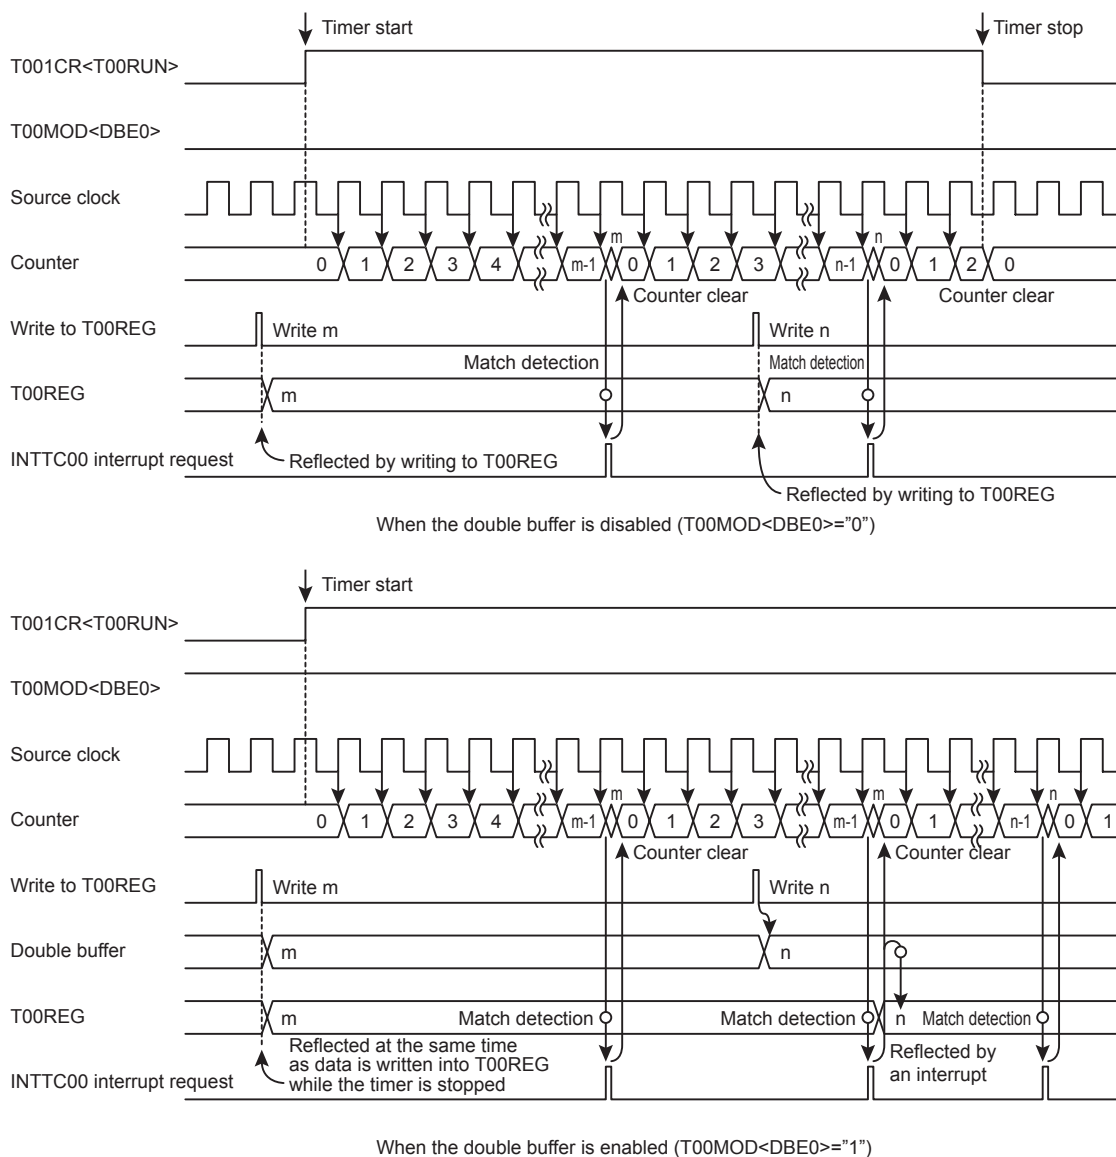 Timer start
Timer stop
T001CR<T00RUN>
T00MOD<DBE0>
Source clock
m
n
Counter
0 1 2 3 4 m-1 0 1 2 3 n-1 0 1 2 0
Counter clear
Counter clear
Write to T00REG
Write m
Write n
Match detection
Match detection
T00REG
m
n
INTTC00 interrupt request
Reflected by writing to T00REG
Reflected by writing to T00REG
When the double buffer is disabled (T00MOD<DBE0>=”0”)
Timer start
T001CR<T00RUN>
T00MOD<DBE0>
Source clock
m
m
n
Counter
0 1 2 3 4 m-1 0 1 2 3 m-1 0 1 n-1 0 1
Counter clear
Counter clear
Write to T00REG
Write m
Write n
Double buffer
m
n
T00REG
m
Match detection
Match detection
n
Match detection
Reflected at the same time
as data is written into T00REG
while the timer is stopped
Reflected by
an interrupt
INTTC00 interrupt request
When the double buffer is enabled (T00MOD<DBE0>=”1”)